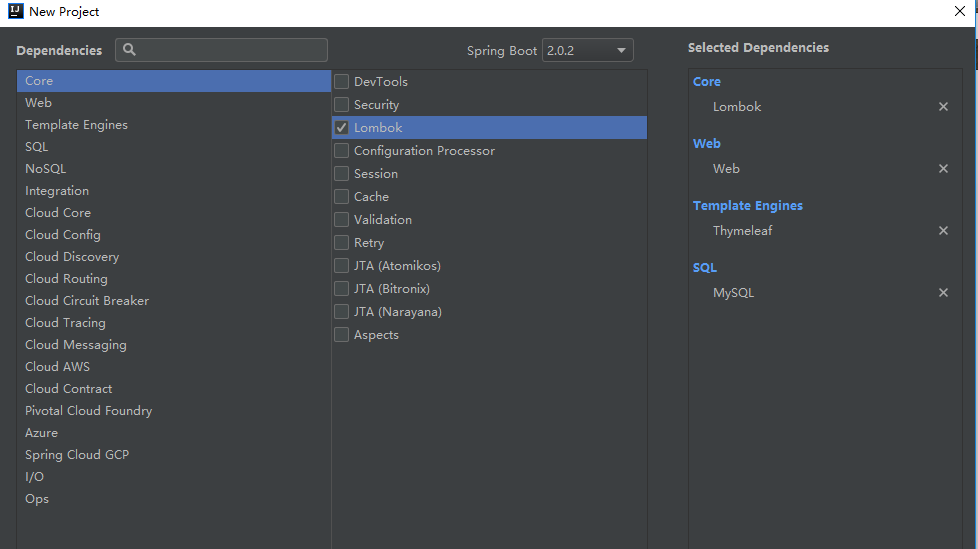 New Project
Dependencies
Spring Boot 2.0.2
Core
Web
Template Engines
SQL
NoSQL
Integration
Cloud Core
Cloud Config
Cloud Discovery
Cloud Routing
Cloud Circuit Breaker
Cloud Tracing
Cloud Messaging
Cloud AWS
Cloud Contract
Pivotal Cloud Foundry
Azure
Spring Cloud GCP
I/O
Ops
DevTools
Security
Lombok
Configuration Processor
Session
Cache
Validation
Retry
JTA (Atomikos)
JTA (Bitronix)
JTA (Narayana)
Aspects
Selected Dependencies
Core
Lombok
Web
Web
Template Engines
Thymeleaf
SQL
MySQL